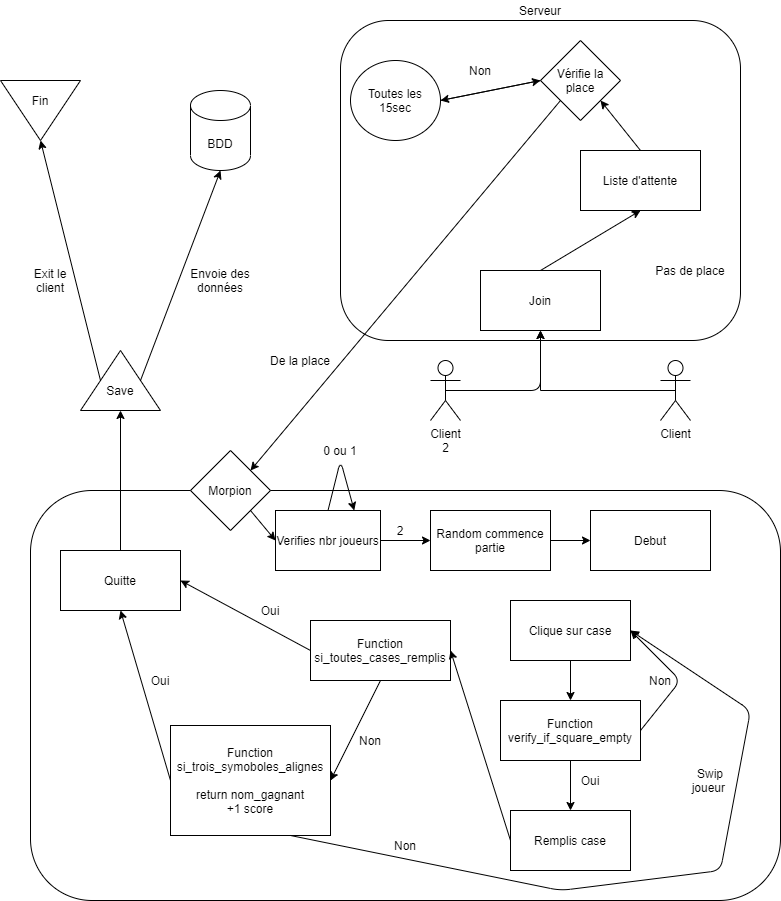 Serveur
Non
Vérifie la
place
Toutes les
15sec
Fin
BDD
Liste d'attente
Exit le
client
Envoie des
données
Pas de place
Join
De la place
Save
Client
2
Client
0 ou 1
Morpion
Verifies nbr joueurs
2
Random commence
partie
Debut
Quitte
Oui
Clique sur case
Function
si_toutes_cases_remplis
Oui
Non
Function
verify_if_square_empty
Non
Function
si_trois_symoboles_alignes
return nom_gagnant
+1 score
Oui
Swip
joueur
Remplis case
Non